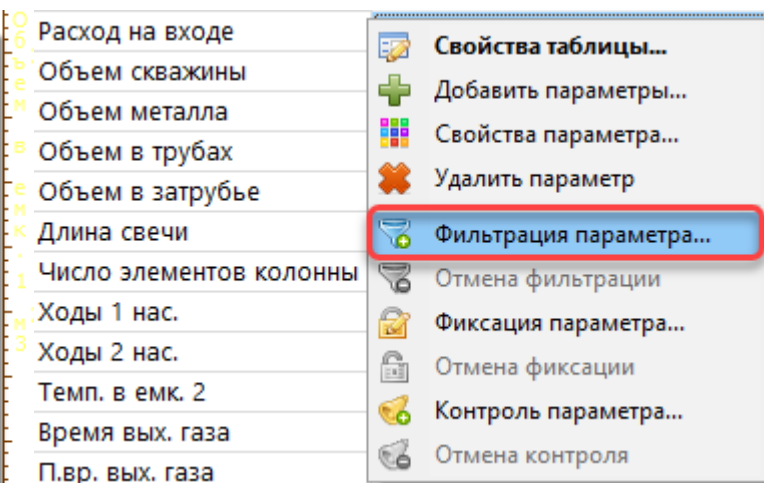 Расход на входе
Объем скважины
Объем металла
Объем в трубах
Объем в затрубье
Длина свечи
Число элементов колонны
Ходы 1 нас.
Ходы 2 нас.
Темп. в емк. 2
Время вых. газа
П.вр. вых. газа
Свойства таблицы...
Добавить параметры...
Свойства параметра...
Удалить параметр
Фильтрация параметра...
Отмена фильтрации
Фиксация параметра...
Отмена фиксации
Контроль параметра...
Отмена контроля